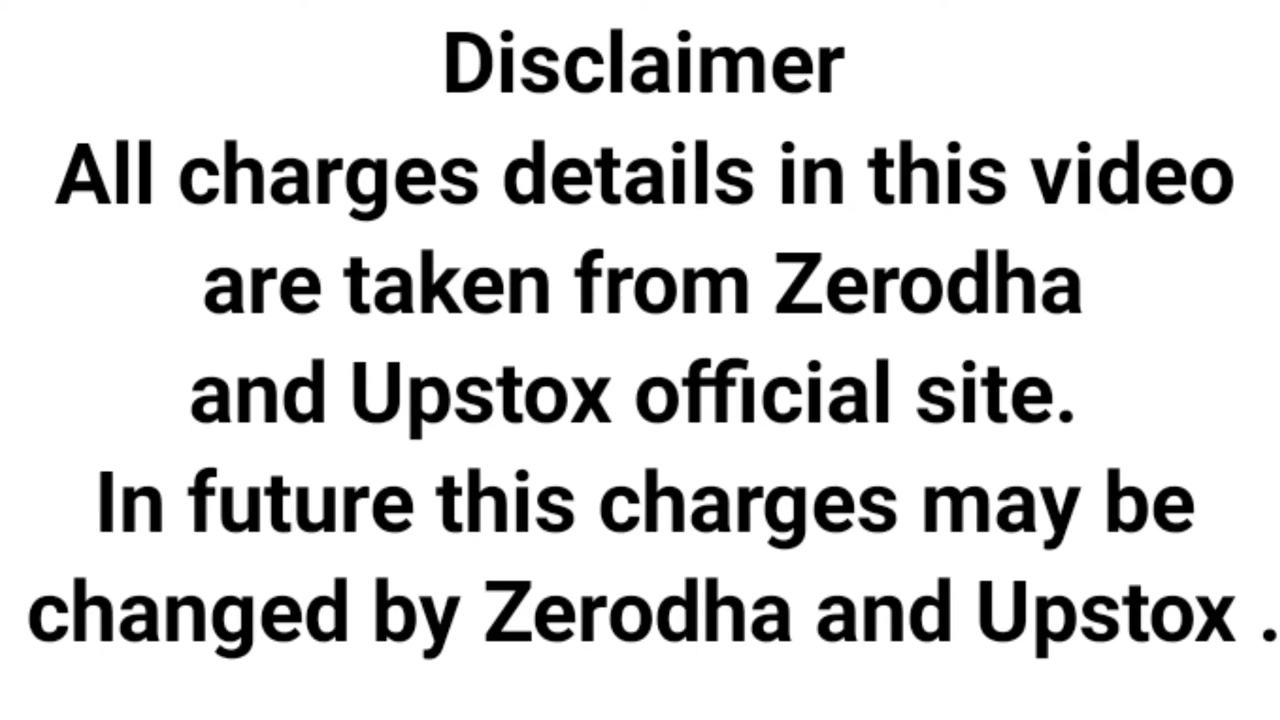 Disclaimer
All charges details in this video
are taken from Zerodha
and Upstox official site.
In future this charges may be
changed by Zerodha and Upstox .